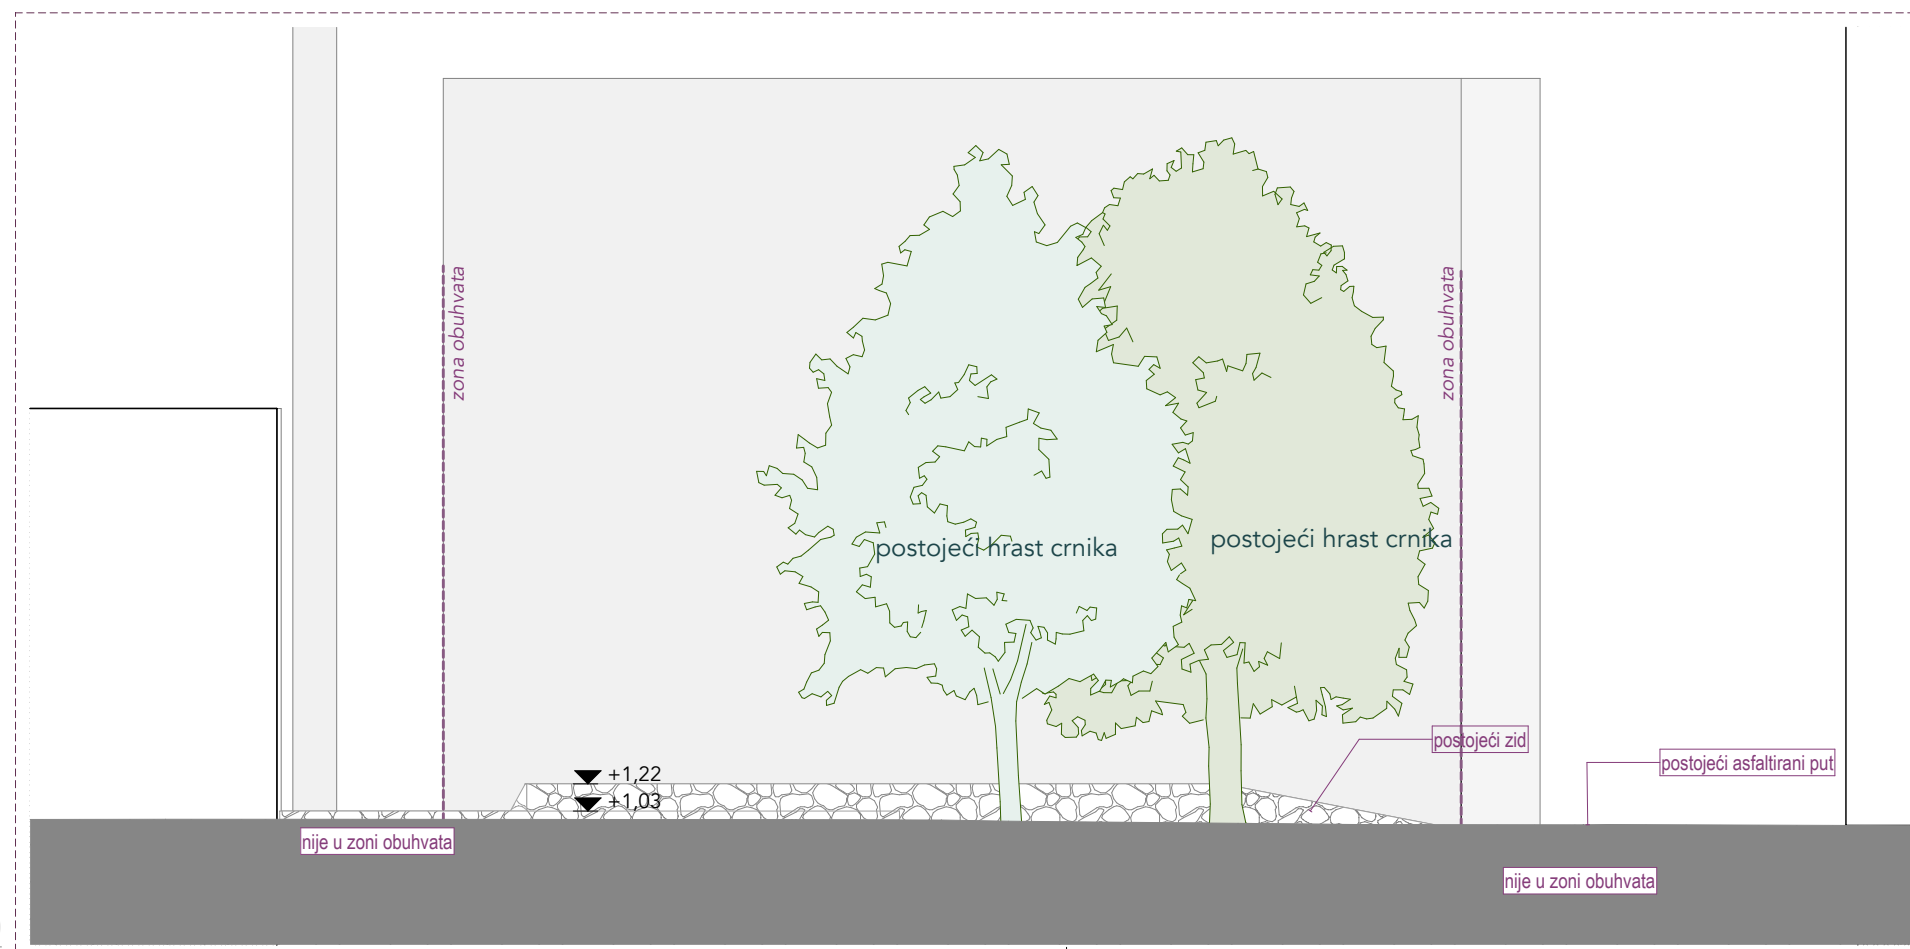 zona obuhvata
zona obuhvata
postojeći hrast crnika
postojeći hrast crnika
postojeći zid
postojeći asfaltirani put
+1,22
+1,03
nije u zoni obuhvata
nije u zoni obuhvata